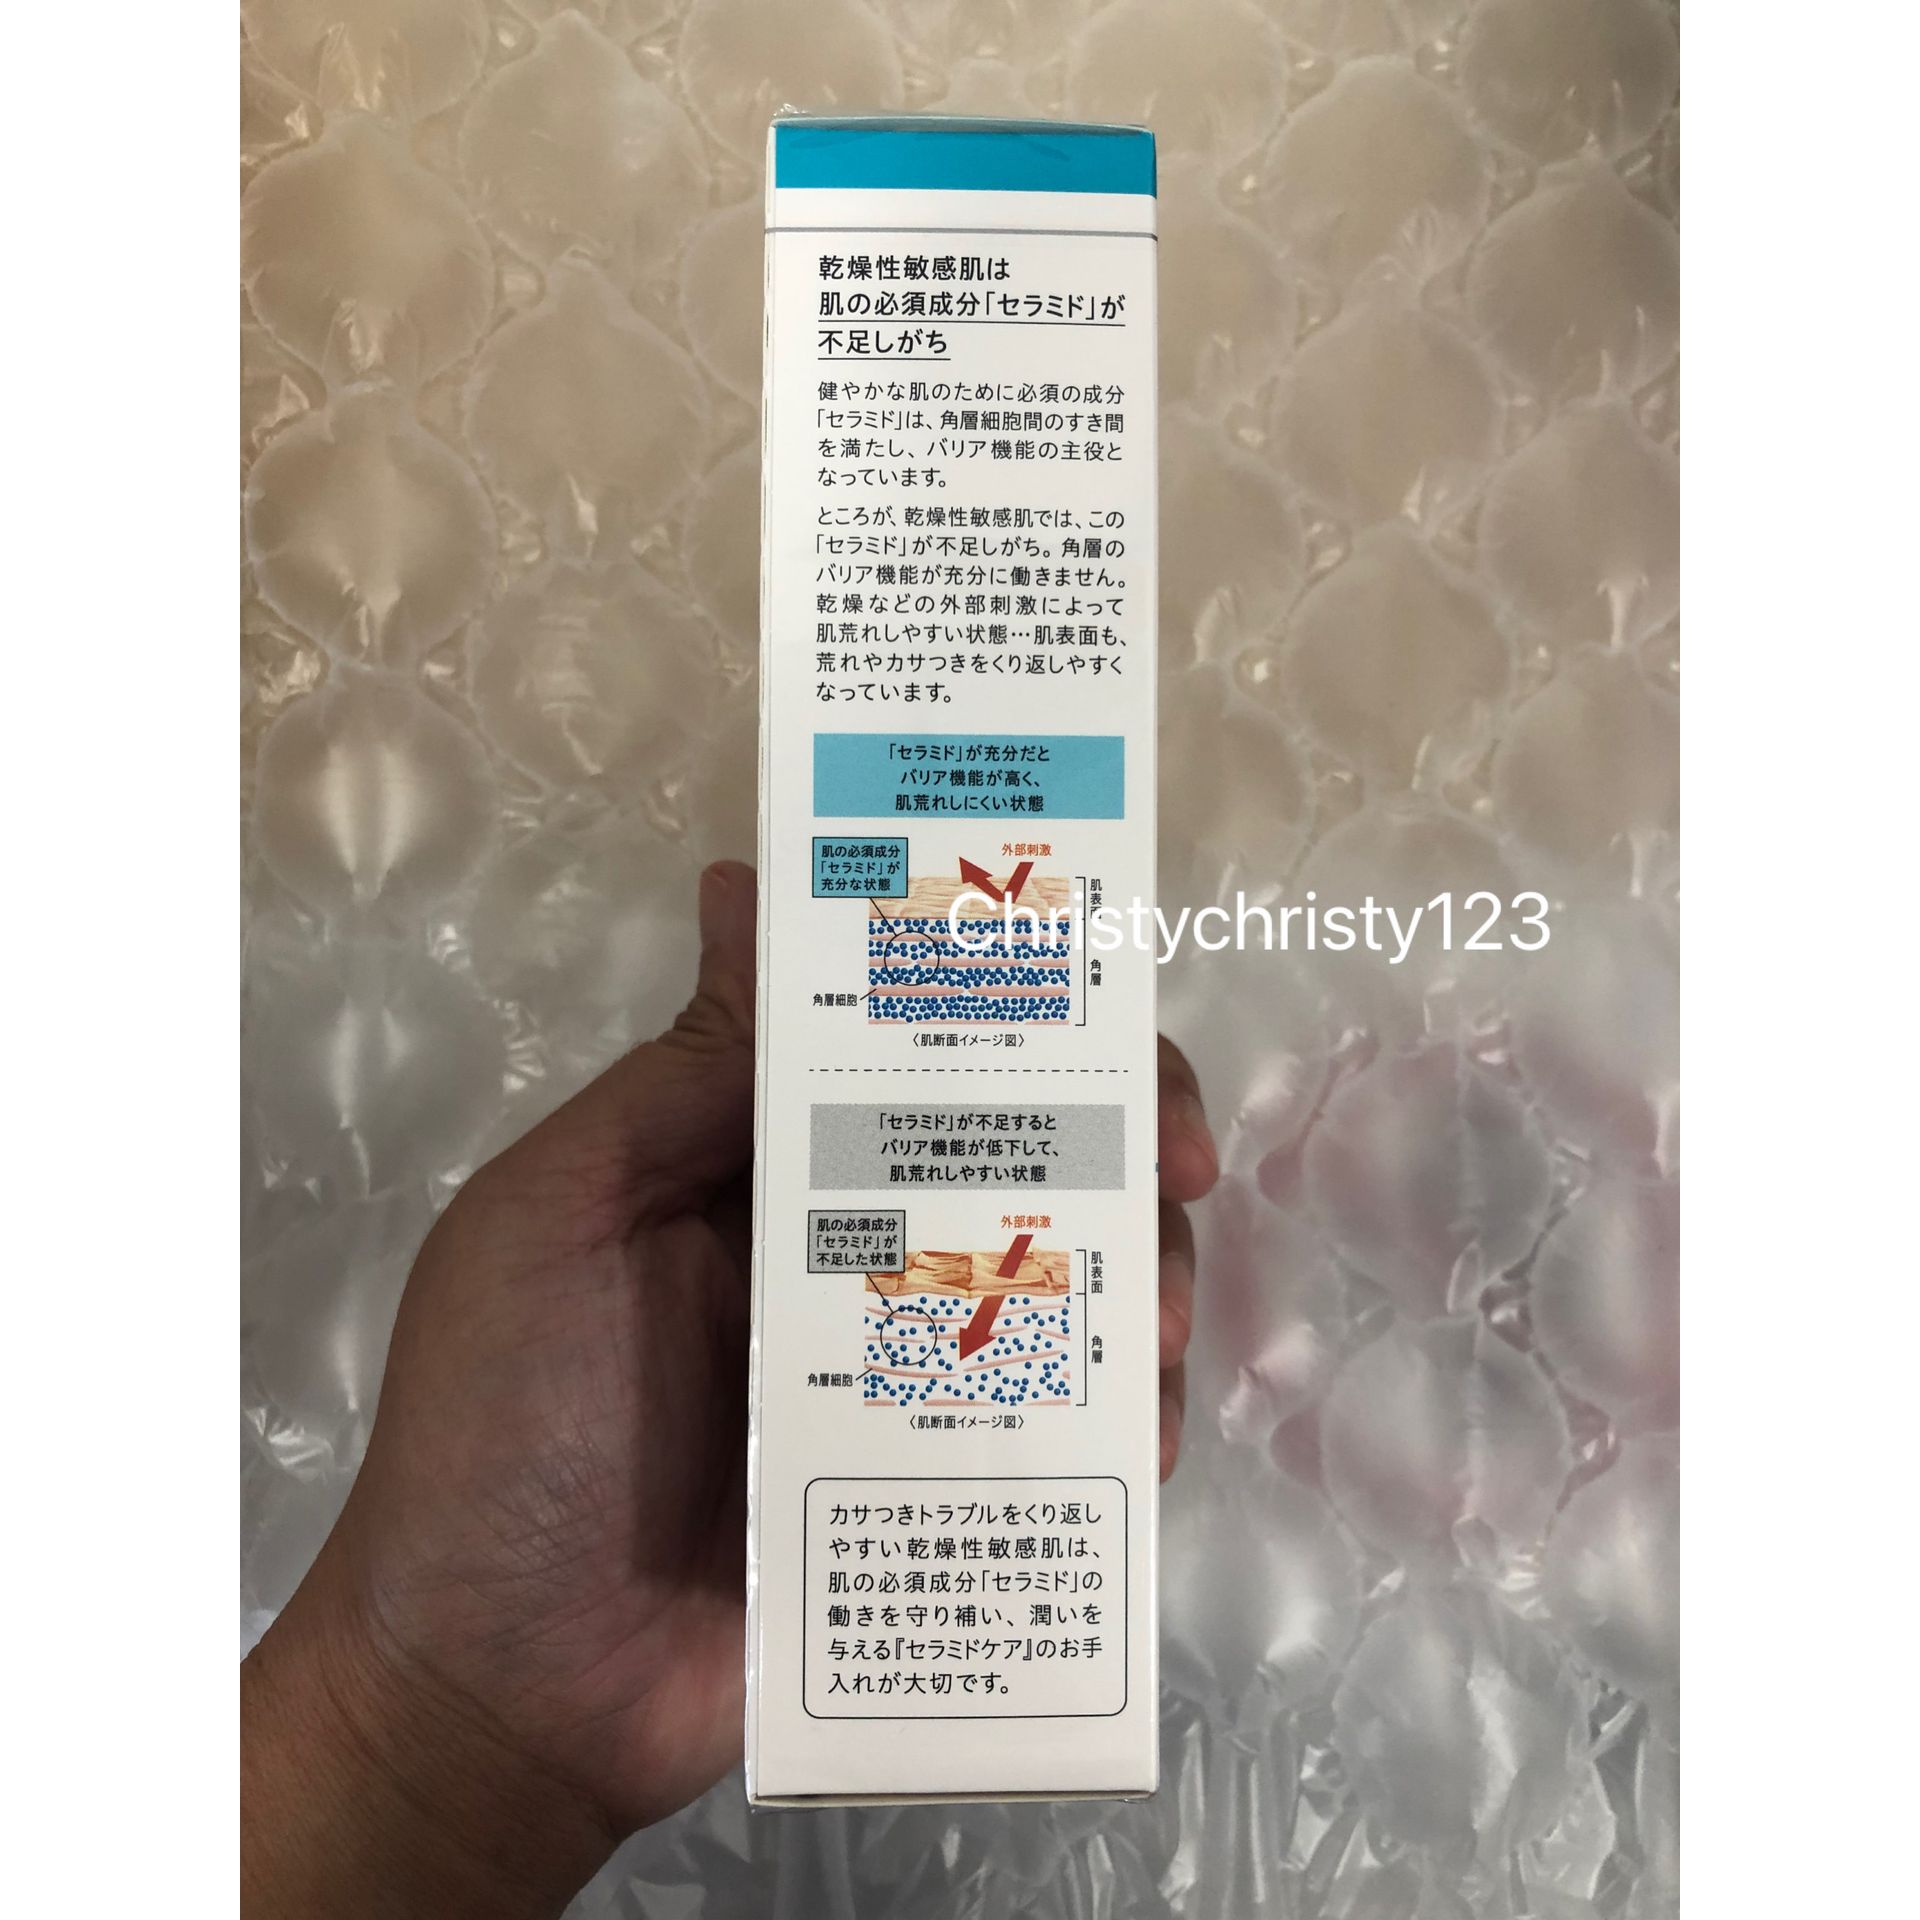 乾燥性敏感肌は
肌の必須成分「セラミド」が
不足しがち
健やかな肌のために必須の成分
「セラミド」は、角層細胞間のすき間
を満たし、バリア機能の主役と
なっています。
ところが、乾燥性敏感肌では、この
「セラミド」が不足しがち。角層の
バリア機能が充分に働きません。
乾燥などの外部刺激によって
肌荒れしやすい状態…肌表面も、
荒れやカサつきをくり返しやすく
なっています。
「セラミド」が充分だと
バリア機能が高く、
肌荒れしにくい状態
肌の必須成分
「セラミド」が
充分な状態
外部刺激
肌表面
Christychristy123
角層
角層細胞
〈肌断面イメージ図〉
「セラミド」が不足すると
バリア機能が低下して、
肌荒れしやすい状態
肌の必須成分
「セラミド」が
不足した状態
外部刺激
肌表面
角層
角層細胞
〈肌断面イメージ図〉
カサつきトラブルをくり返し
やすい乾燥性敏感肌は、
肌の必須成分「セラミド」の
働きを守り補い、潤いを
与える『セラミドケア』のお手
入れが大切です。